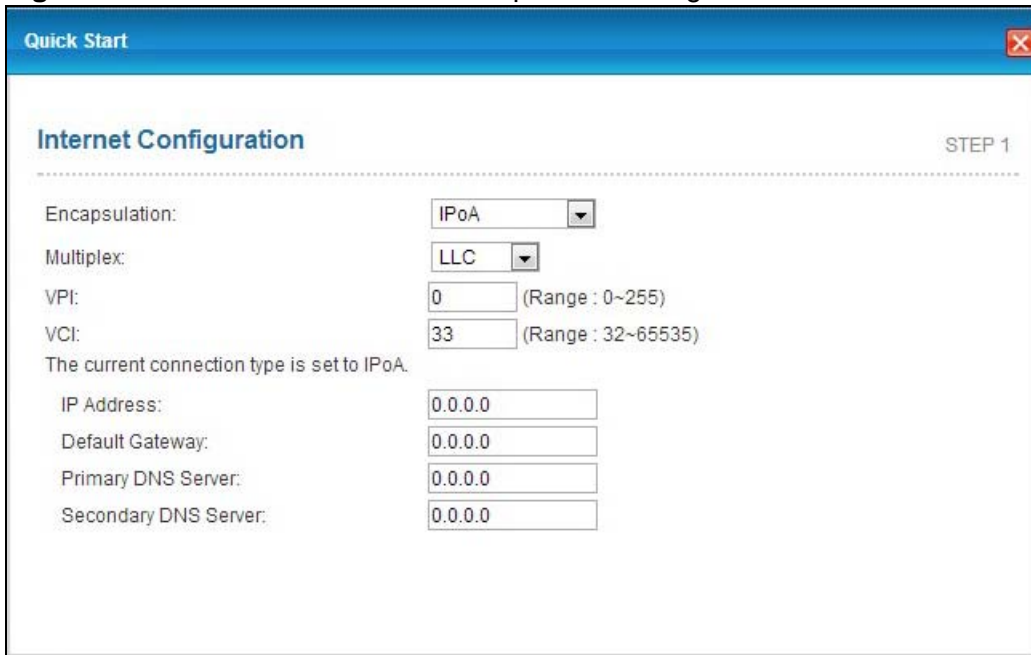 Quick Start
Internet Configuration STEP 1
Encapsulation: IPoA
Multiplex: LLC
VPI: 0 (Range : 0~255)
VCI: 33 (Range : 32~65535)
The current connection type is set to IPoA.
IP Address: 0.0.0.0
Default Gateway: 0.0.0.0
Primary DNS Server: 0.0.0.0
Secondary DNS Server: 0.0.0.0